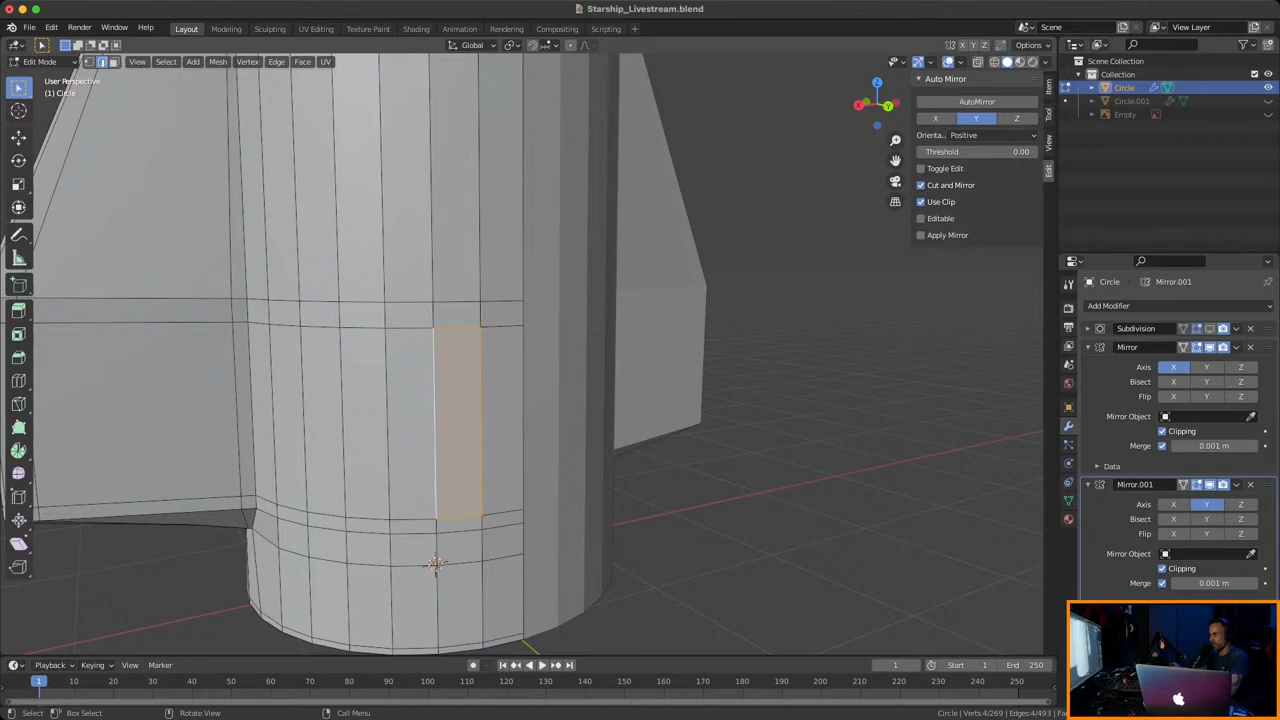 Starship_Livestream.blend
File Edit Render Window Help Layout Modeling Sculpting UV Editing Texture Paint Shading Animation Rendering Compositing Scripting Scene View Layer
Edit Mode View Select Add Mesh Vertex Edge Face UV Global X Y Z Options
User Perspective
(1) Circle
Auto Mirror
AutoMirror
X Y Z
Orienta... Positive
Threshold 0.00
Toggle Edit
Cut and Mirror
Use Clip
Editable
Apply Mirror
Item
Tool
View
Edit
Scene Collection
Collection
Circle
Circle.001
Empty
Circle Mirror.001
Add Modifier
Subdivision
Mirror
Axis X Y Z
Bisect X Y Z
Flip X Y Z
Mirror Object
Clipping
Merge 0.001 m
Data
Mirror.001
Axis X Y Z
Bisect X Y Z
Flip X Y Z
Mirror Object
Clipping
Merge 0.001 m
Playback Keying View Marker 1 Start 1 End 250
1 10 20 30 40 50 60 70 80 90 100 110 120 130 140 150 160 170 180 190 200 210 220 230 240 250
Select Box Select Rotate View Call Menu Circle | Verts:4/269 | Edges:4/493 | Fa